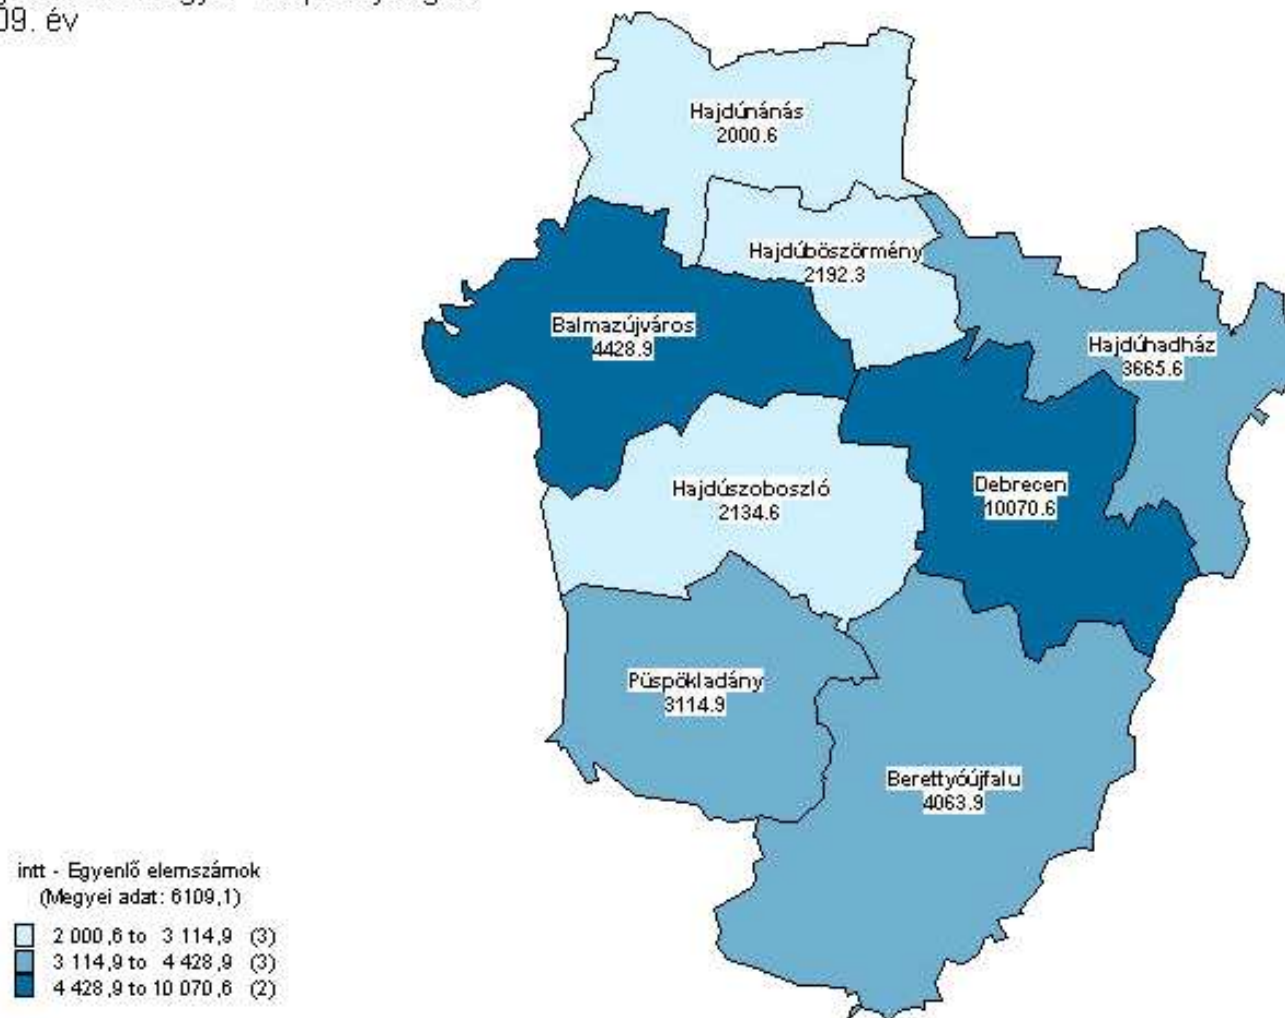 09. év
Hajdúnánás
2000.6
Hajdúböszörmény
2192.3
Balmazújváros
4428.9
Hajdúhadház
3665.6
Hajdúszoboszló
2134.6
Debrecen
10070.6
Püspökladány
3114.9
Berettyóújfalu
4063.9
intt - Egyenlő elemszámok
(Megyei adat: 6109,1)
2 000,6 to 3 114,9 (3)
3 114,9 to 4 428,9 (3)
4 428,9 to 10 070,6 (2)